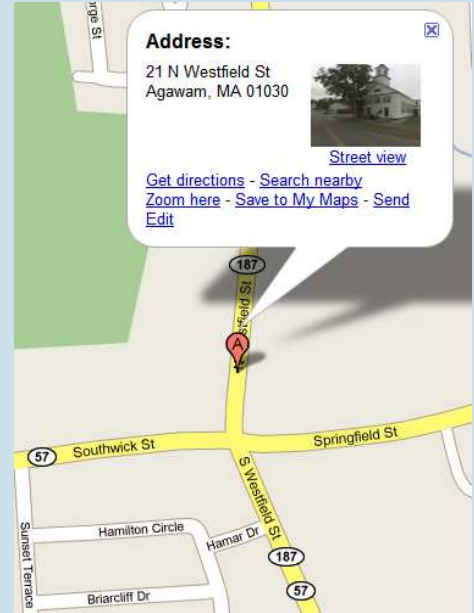 Address:
21 N Westfield St
Agawam, MA 01030
Street view
Get directions - Search nearby
Zoom here - Save to My Maps - Send
Edit
187
A
Southwick St
Springfield St
57
S Westfield St
Hamilton Circle
Hamar Dr
187
Sunset Terrace
Briarcliff Dr
57